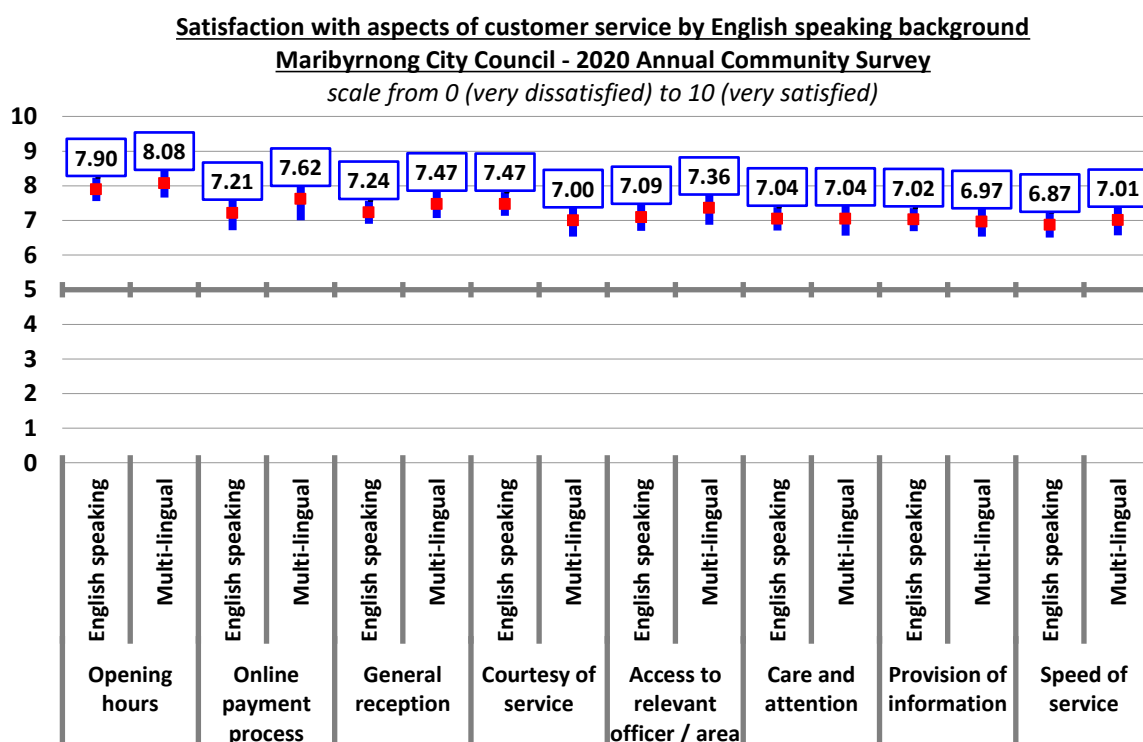 Satisfaction with aspects of customer service by English speaking background
Maribyrnong City Council - 2020 Annual Community Survey
scale from 0 (very dissatisfied) to 10 (very satisfied)
10
9
8
7
6
5
4
3
2
1
0
7.90
8.08
7.21
7.62
7.24
7.47
7.47
7.00
7.09
7.36
7.04
7.04
7.02
6.97
6.87
7.01
English speaking
Multi-lingual
English speaking
Multi-lingual
English speaking
Multi-lingual
English speaking
Multi-lingual
English speaking
Multi-lingual
English speaking
Multi-lingual
English speaking
Multi-lingual
English speaking
Multi-lingual
Opening
hours
Online
payment
process
General
reception
Courtesy of
service
Access to
relevant
officer / area
Care and
attention
Provision of
information
Speed of
service